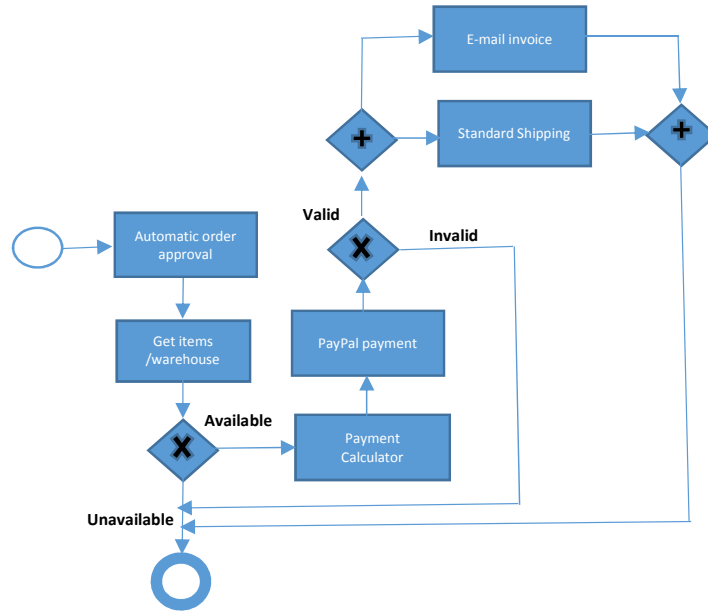 E-mail invoice
Standard Shipping
Valid
Invalid
Automatic order
approval
Get items
/warehouse
PayPal payment
Available
Payment
Calculator
Unavailable